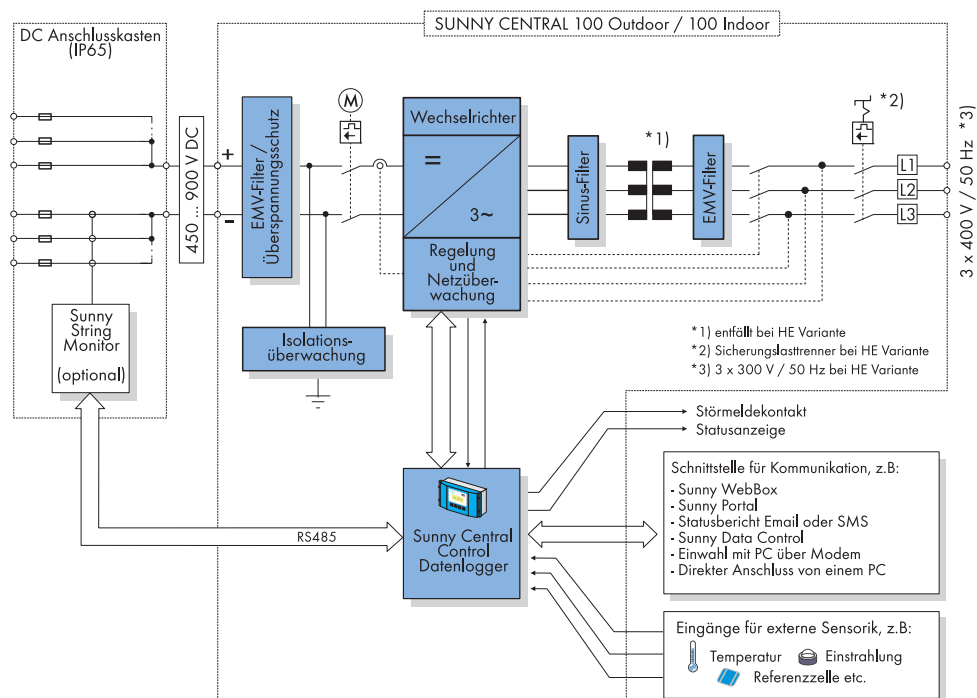 SUNNY CENTRAL 100 Outdoor / 100 Indoor
DC Anschlusskasten
(IP65)
450 ... 900 V DC
+
-
EMV-Filter /
Überspannungsschutz
M
Wechselrichter
=
3~
Regelung
und
Netzüber-
wachung
Sinus-Filter
*1)
EMV-Filter
*2)
L1
L2
L3
3 x 400 V / 50 Hz *3)
Sunny
String
Monitor
(optional)
Isolations-
überwachung
*1) entfällt bei HE Variante
*2) Sicherungslasttrenner bei HE Variante
*3) 3 x 300 V / 50 Hz bei HE Variante
Störmeldekontakt
Statusanzeige
RS485
Sunny Central
Control
Datenlogger
Schnittstelle für Kommunikation, z.B:
- Sunny WebBox
- Sunny Portal
- Statusbericht Email oder SMS
- Sunny Data Control
- Einwahl mit PC über Modem
- Direkter Anschluss von einem PC
Eingänge für externe Sensorik, z.B:
Temperatur Einstrahlung
Referenzzelle etc.